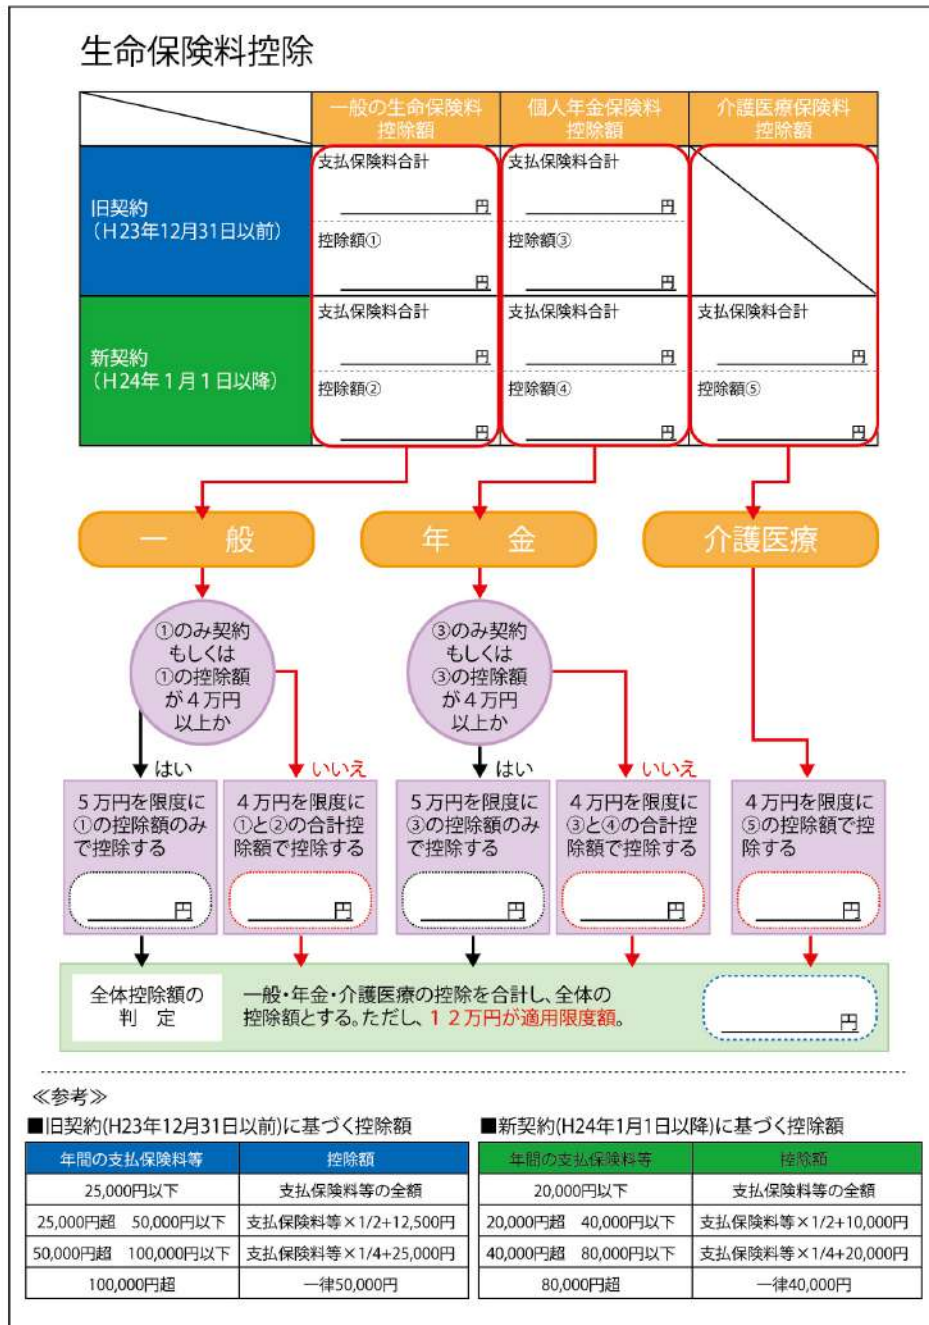 生命保険料控除
一般の生命保険料
控除額
個人年金保険料
控除額
介護医療保険料
控除額
旧契約
(H23年12月31日以前)
支払保険料合計
円
控除額①
円
支払保険料合計
円
控除額③
円
新契約
(H24年1月1日以降)
支払保険料合計
円
控除額②
円
支払保険料合計
円
控除額④
円
支払保険料合計
円
控除額⑤
円
一 般
年 金
介護医療
①のみ契約
もしくは
①の控除額
が4万円
以上か
③のみ契約
もしくは
③の控除額
が4万円
以上か
はい
いいえ
はい
いいえ
5万円を限度に
①の控除額のみ
で控除する
円
4万円を限度に
①と②の合計控
除額で控除する
円
5万円を限度に
③の控除額のみ
で控除する
円
4万円を限度に
③と④の合計控
除額で控除する
円
4万円を限度に
⑤の控除額で控
除する
円
全体控除額の
判 定
一般・年金・介護医療の控除を合計し、全体の
控除額とする。ただし、12万円が適用限度額。
円
≪参考≫
■旧契約(H23年12月31日以前)に基づく控除額
年間の支払保険料等 控除額
25,000円以下 支払保険料等の全額
25,000円超 50,000円以下 支払保険料等×1/2+12,500円
50,000円超 100,000円以下 支払保険料等×1/4+25,000円
100,000円超 一律50,000円
■新契約(H24年1月1日以降)に基づく控除額
年間の支払保険料等 控除額
20,000円以下 支払保険料等の全額
20,000円超 40,000円以下 支払保険料等×1/2+10,000円
40,000円超 80,000円以下 支払保険料等×1/4+20,000円
80,000円超 一律40,000円